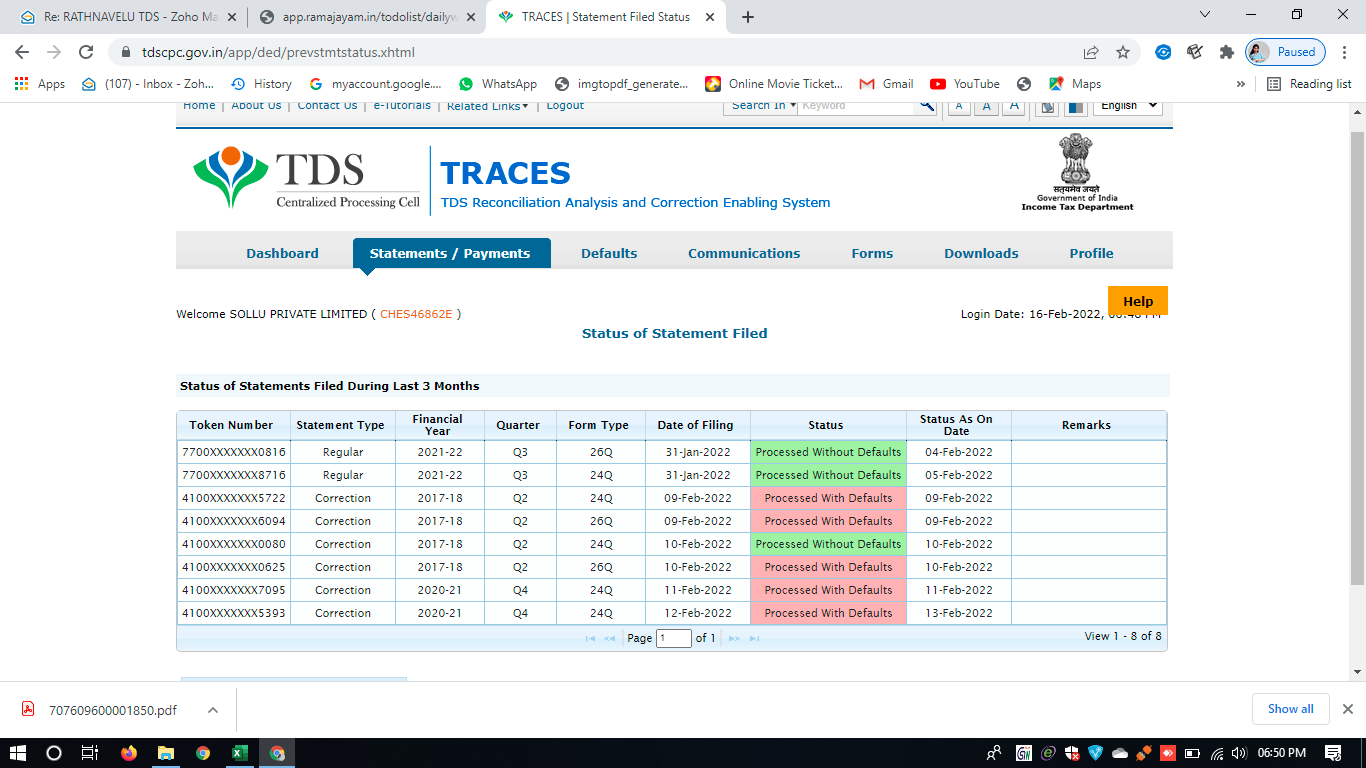 Re: RATHNAVELU TDS - Zoho Ma
app.ramajayam.in/todolist/dailyw
TRACES | Statement Filed Status
tdscpc.gov.in/app/ded/prevstmtstatus.xhtml
Paused
Apps
(107) - Inbox - Zoh...
History
myaccount.google....
WhatsApp
imgtopdf_generate...
Online Movie Ticket...
Gmail
YouTube
Maps
Reading list
Home | About Us | Contact Us | e-Tutorials | Related Links | Logout
Search In Keyword
A A A
English
TDS
Centralized Processing Cell
TRACES
TDS Reconciliation Analysis and Correction Enabling System
सत्यमेव जयते
Government of India
Income Tax Department
Dashboard Statements / Payments Defaults Communications Forms Downloads Profile
Help
Welcome SOLLU PRIVATE LIMITED ( CHES46862E )
Login Date: 16-Feb-2022,
Status of Statement Filed
Status of Statements Filed During Last 3 Months
Token Number Statement Type Financial Year Quarter Form Type Date of Filing Status Status As On Date Remarks
7700XXXXXXX0816 Regular 2021-22 Q3 26Q 31-Jan-2022 Processed Without Defaults 04-Feb-2022
7700XXXXXXX8716 Regular 2021-22 Q3 24Q 31-Jan-2022 Processed Without Defaults 05-Feb-2022
4100XXXXXXX5722 Correction 2017-18 Q2 24Q 09-Feb-2022 Processed With Defaults 09-Feb-2022
4100XXXXXXX6094 Correction 2017-18 Q2 26Q 09-Feb-2022 Processed With Defaults 09-Feb-2022
4100XXXXXXX0080 Correction 2017-18 Q2 24Q 10-Feb-2022 Processed Without Defaults 10-Feb-2022
4100XXXXXXX0625 Correction 2017-18 Q2 26Q 10-Feb-2022 Processed With Defaults 10-Feb-2022
4100XXXXXXX7095 Correction 2020-21 Q4 24Q 11-Feb-2022 Processed With Defaults 11-Feb-2022
4100XXXXXXX5393 Correction 2020-21 Q4 24Q 12-Feb-2022 Processed With Defaults 13-Feb-2022
Page 1 of 1
View 1 - 8 of 8
707609600001850.pdf
Show all
06:50 PM